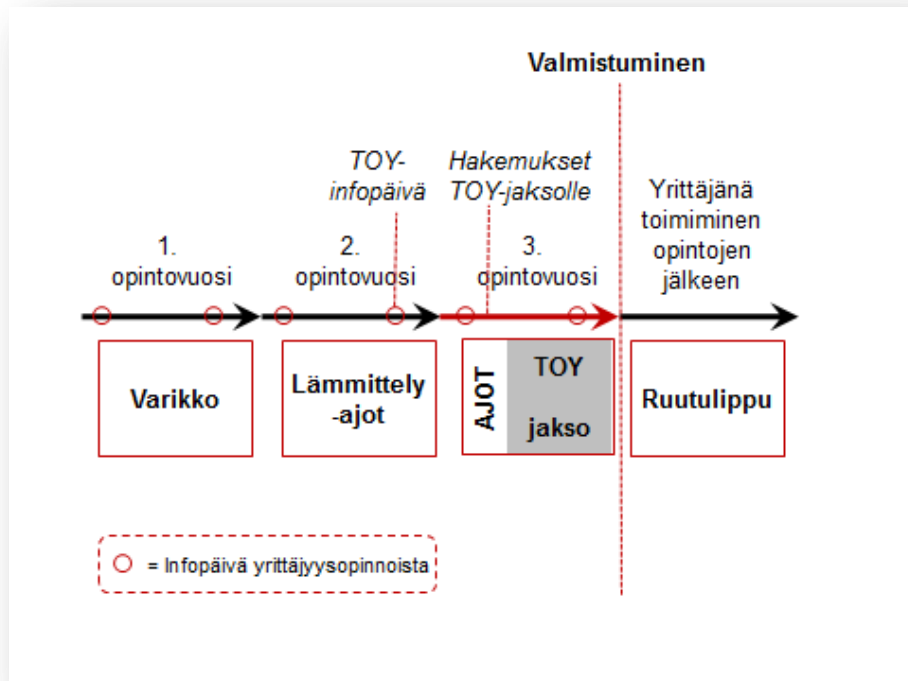 Valmistuminen
TOY-
infopäivä
Hakemukset
TOY-jaksolle
1.
opintovuosi
2.
opintovuosi
3.
opintovuosi
Yrittäjänä
toimiminen
opintojen
jälkeen
Varikko
Lämmittely
-ajot
AJOT
TOY
jakso
Ruutulippu
= Infopäivä yrittäjyysopinnoista